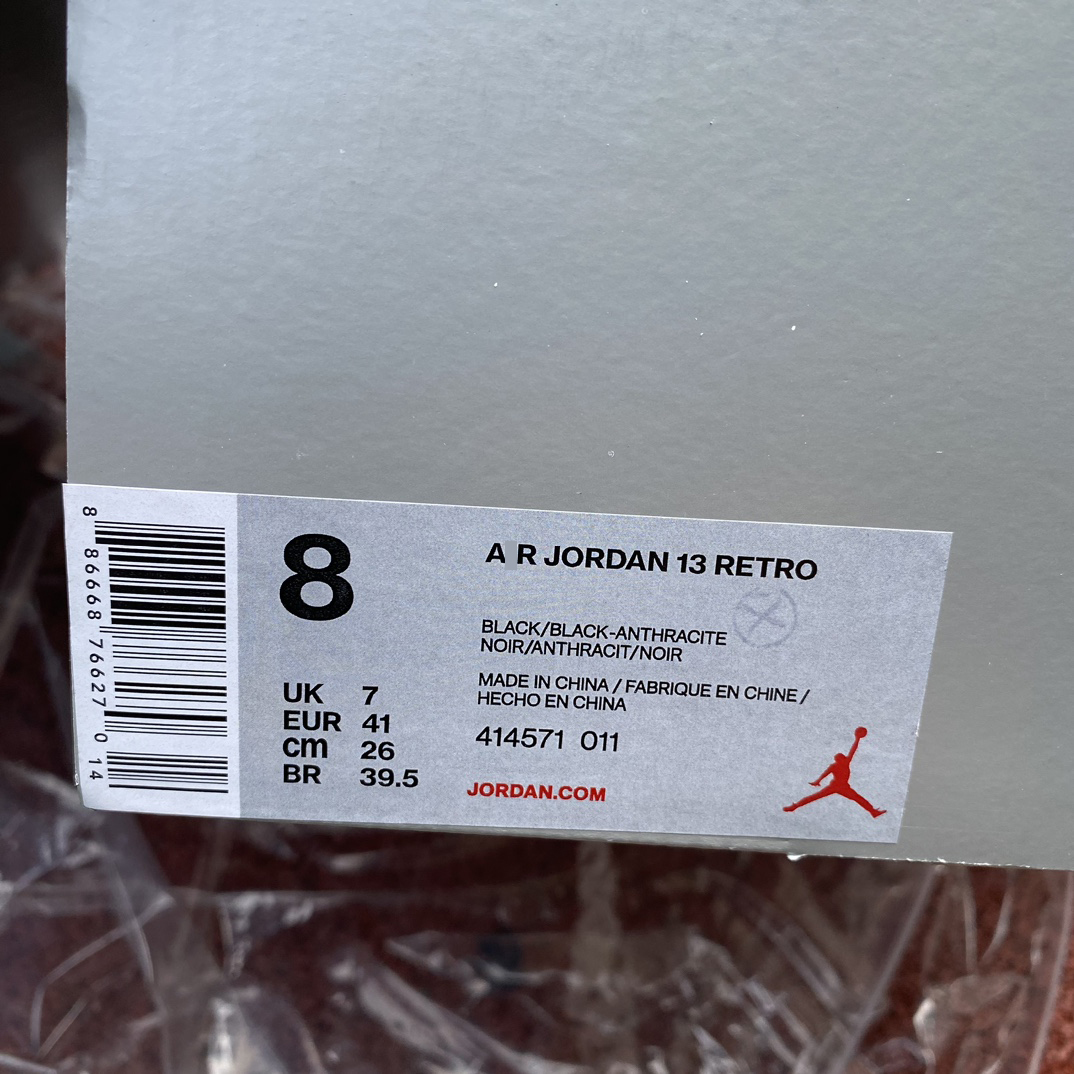 8 86668 76627 0 14
8
UK 7
EUR 41
cm 26
BR 39.5
A R JORDAN 13 RETRO
BLACK/BLACK-ANTHRACITE
NOIR/ANTHRACIT/NOIR
MADE IN CHINA / FABRIQUE EN CHINE /
HECHO EN CHINA
414571 011
JORDAN.COM